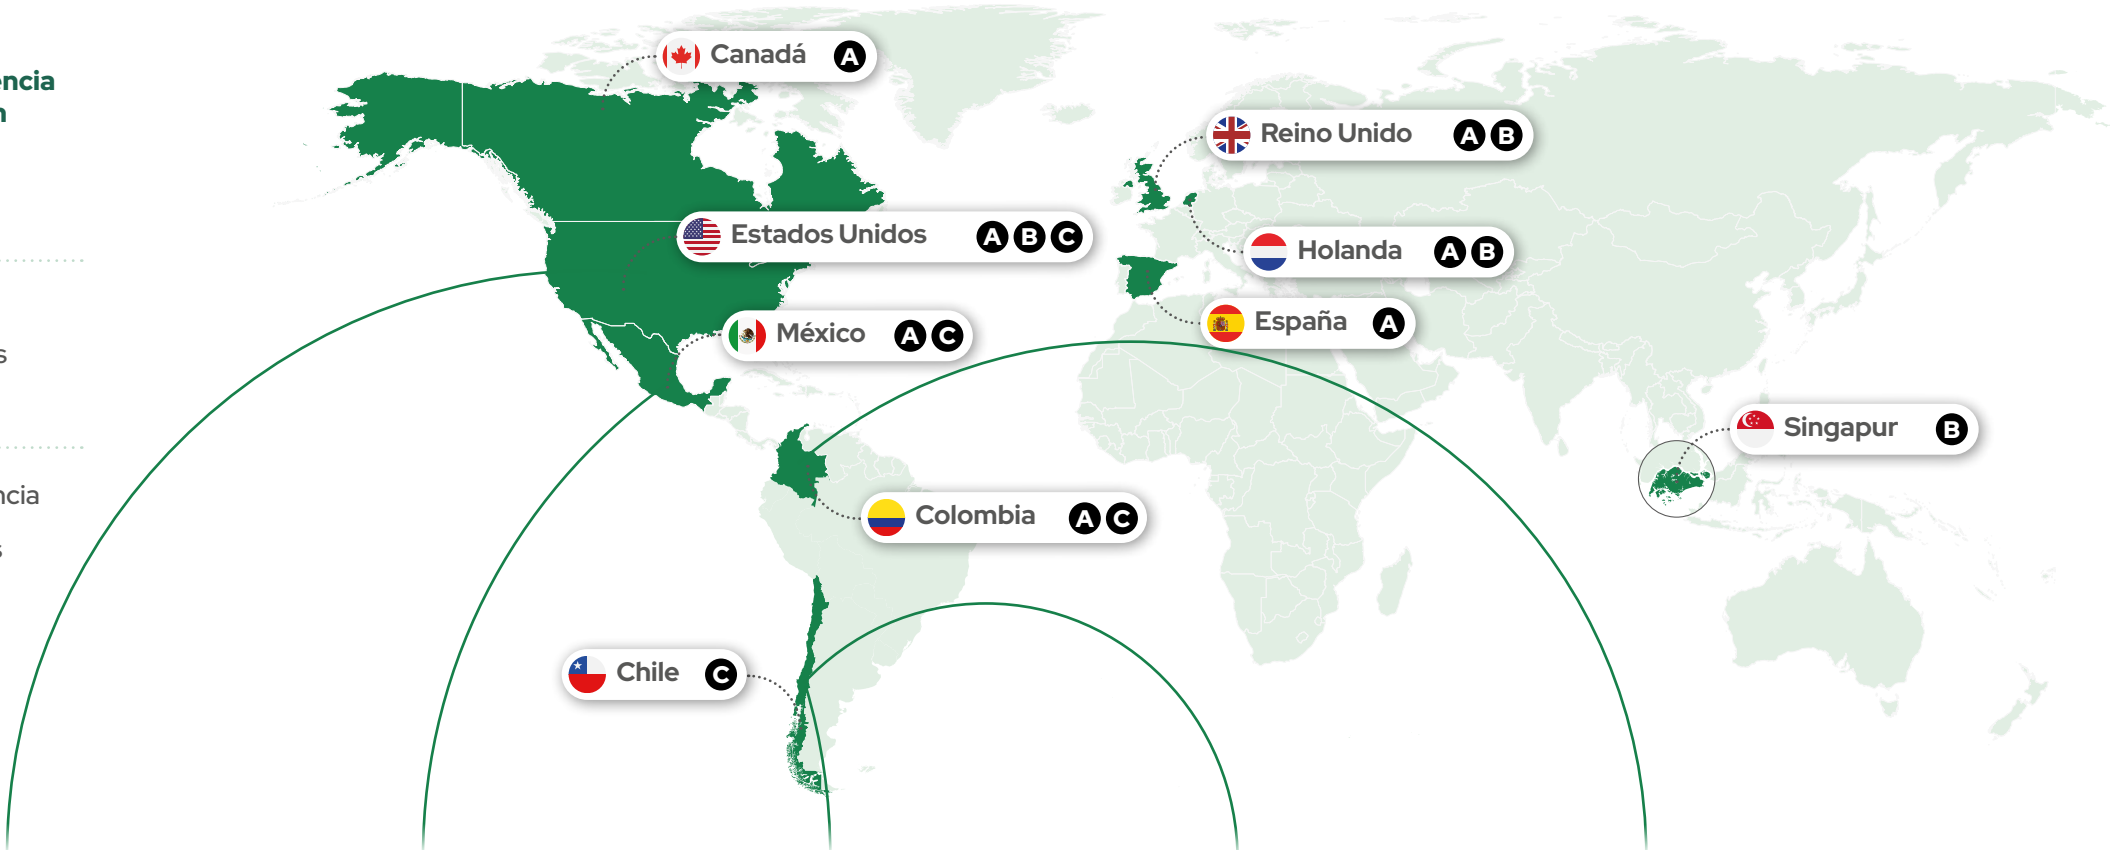 Canadá A
Reino Unido A B
Estados Unidos A B C
Holanda A B
España A
México A C
Singapur B
Colombia A C
Chile C